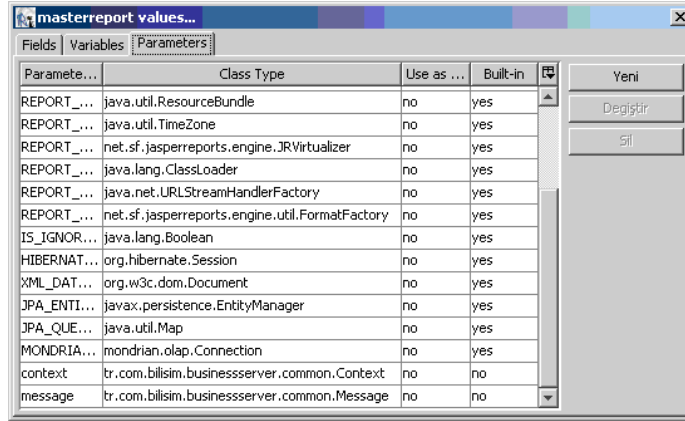 masterreport values...
Fields Variables Parameters
Paramete... Class Type Use as ... Built-in
REPORT_... java.util.ResourceBundle no yes
REPORT_... java.util.TimeZone no yes
REPORT_... net.sf.jasperreports.engine.JRVirtualizer no yes
REPORT_... java.lang.ClassLoader no yes
REPORT_... java.net.URLStreamHandlerFactory no yes
REPORT_... net.sf.jasperreports.engine.util.FormatFactory no yes
IS_IGNOR... java.lang.Boolean no yes
HIBERNAT... org.hibernate.Session no yes
XML_DAT... org.w3c.dom.Document no yes
JPA_ENTI... javax.persistence.EntityManager no yes
JPA_QUE... java.util.Map no yes
MONDRIA... mondrian.olap.Connection no yes
context tr.com.bilisim.businessserver.common.Context no no
message tr.com.bilisim.businessserver.common.Message no no
Yeni
Degiştir
Sil